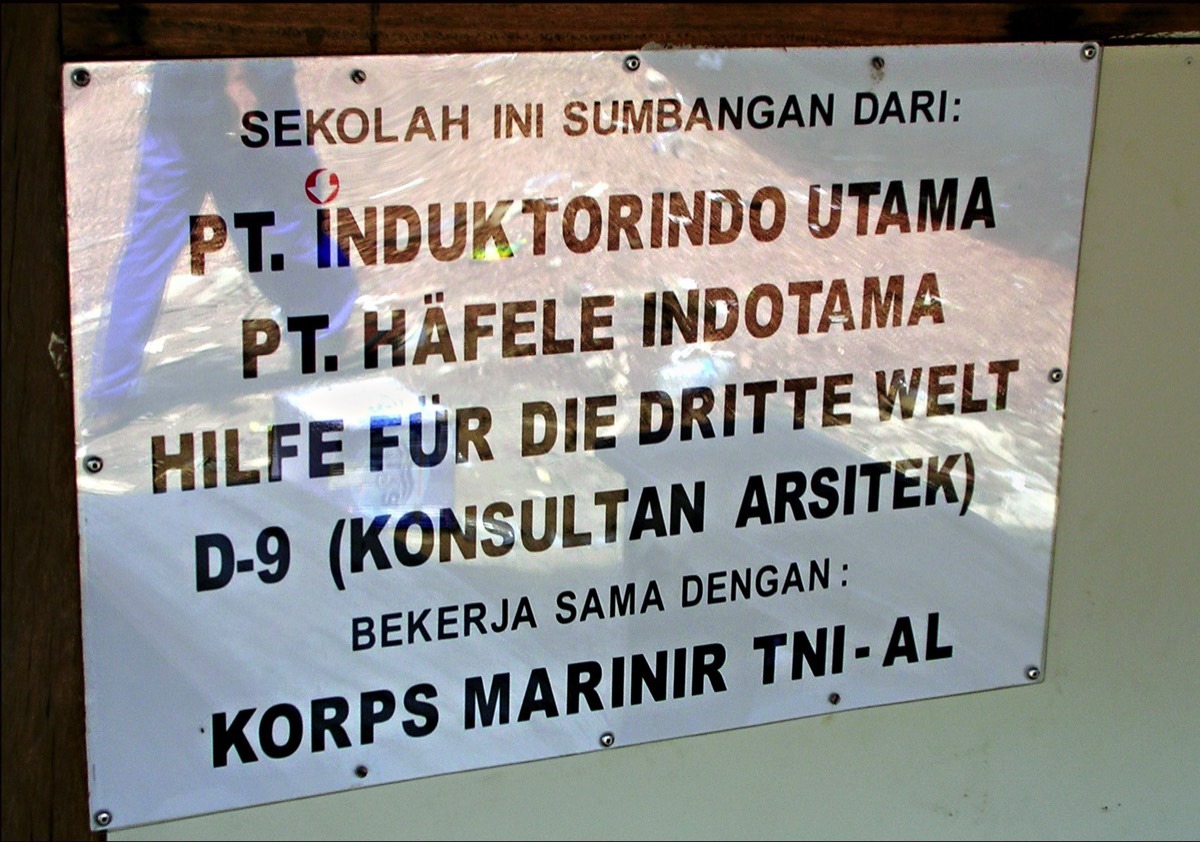 SEKOLAH INI SUMBANGAN DARI:
PT. INDUKTORINDO UTAMA
PT. HÄFELE INDOTAMA
HILFE FÜR DIE DRITTE WELT
D-9 (KONSULTAN ARSITEK)
BEKERJA SAMA DENGAN :
KORPS MARINIR TNI - AL